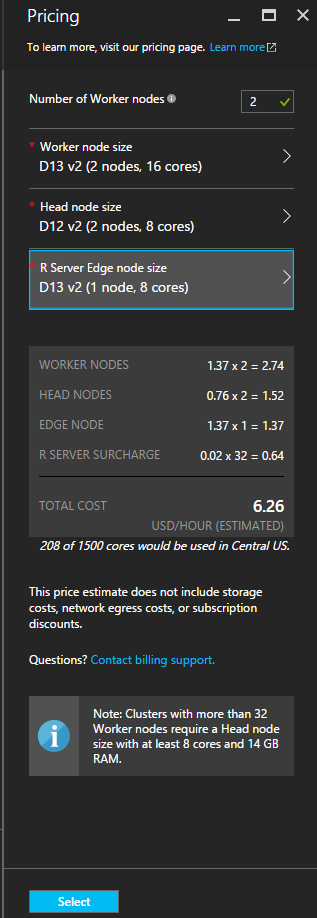 Pricing
To learn more, visit our pricing page. Learn more
Number of Worker nodes
2
* Worker node size
D13 v2 (2 nodes, 16 cores)
* Head node size
D12 v2 (2 nodes, 8 cores)
* R Server Edge node size
D13 v2 (1 node, 8 cores)
WORKER NODES 1.37 x 2 = 2.74
HEAD NODES 0.76 x 2 = 1.52
EDGE NODE 1.37 x 1 = 1.37
R SERVER SURCHARGE 0.02 x 32 = 0.64
TOTAL COST 6.26
USD/HOUR (ESTIMATED)
208 of 1500 cores would be used in Central US.
This price estimate does not include storage
costs, network egress costs, or subscription
discounts.
Questions? Contact billing support.
Note: Clusters with more than 32
Worker nodes require a Head node
size with at least 8 cores and 14 GB
RAM.
Select